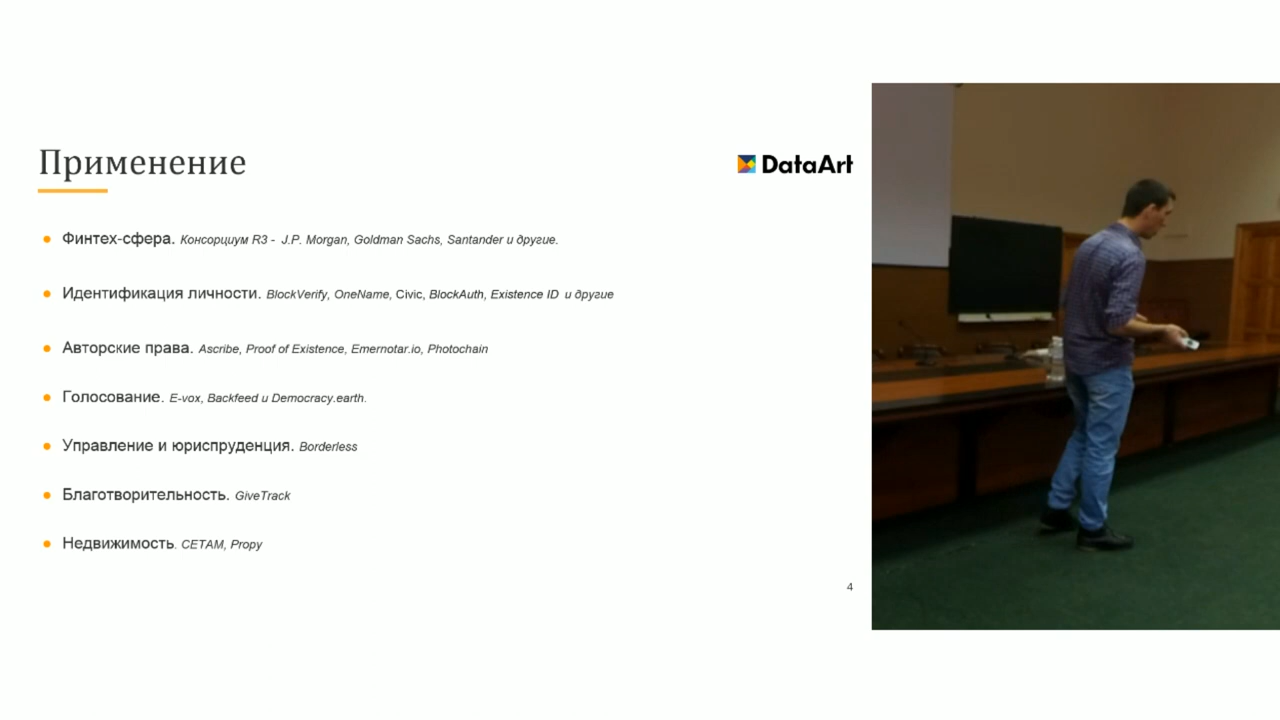 Применение
DataArt
Финтех-сфера. Консорциум R3 - J.P. Morgan, Goldman Sachs, Santander и другие.
Идентификация личности. BlockVerify, OneName, Civic, BlockAuth, Existence ID и другие
Авторские права. Ascribe, Proof of Existence, Emernotar.io, Photochain
Голосование. E-vox, Backfeed и Democracy.earth.
Управление и юриспруденция. Borderless
Благотворительность. GiveTrack
Недвижимость. СЕТАМ, Propy
4